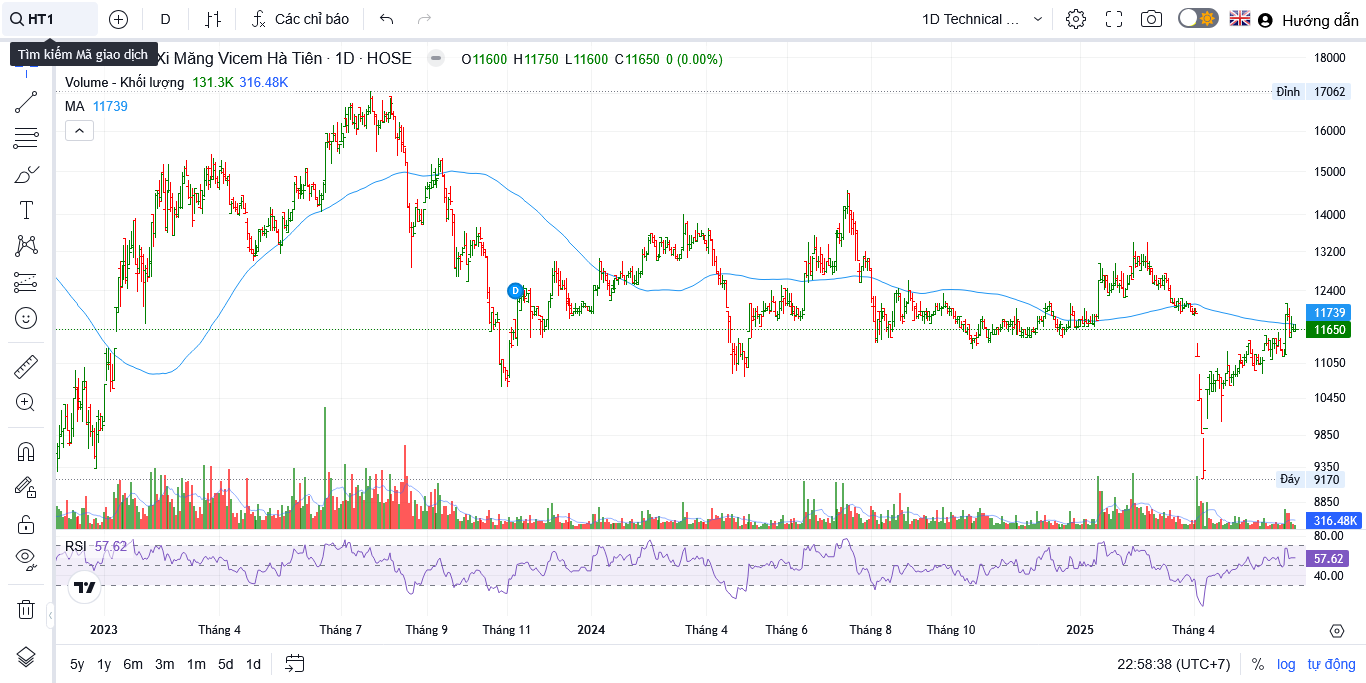 HT1
D
Các chỉ báo
1D Technical ...
Hướng dẫn
Tìm kiếm Mã giao dịch
Xi Măng Vicem Hà Tiên · 1D · HOSE
O11600 H11750 L11600 C11650 0 (0.00%)
Volume - Khối lượng 131.3K 316.48K
MA 11739
18000
Đỉnh 17062
16000
15000
14000
13200
12400
11739
11650
11050
10450
9850
9350
Đáy 9170
8850
316.48K
D
RSI 57.62
80.00
57.62
40.00
2023 Tháng 4 Tháng 7 Tháng 9 Tháng 11 2024 Tháng 4 Tháng 6 Tháng 8 Tháng 10 2025 Tháng 4
5y 1y 6m 3m 1m 5d 1d
22:58:38 (UTC+7) % log tự động